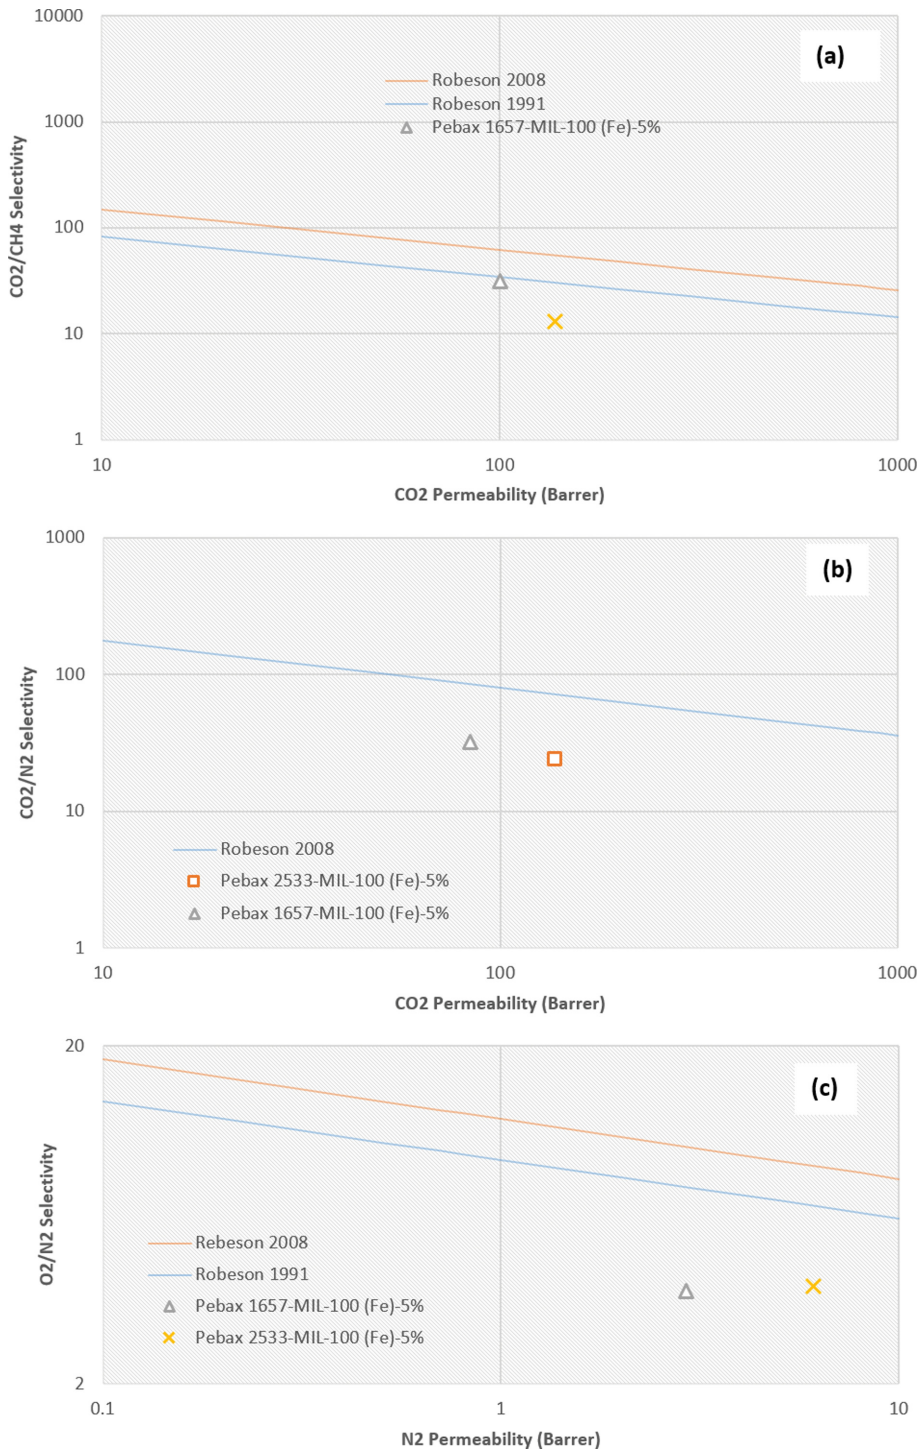 10000
(a)
Robeson 2008
Robeson 1991
Pebax 1657-MIL-100 (Fe)-5%
1000
100
10
1
CO2/CH4 Selectivity
10 100 1000
CO2 Permeability (Barrer)
1000
(b)
100
10
1
CO2/N2 Selectivity
Robeson 2008
Pebax 2533-MIL-100 (Fe)-5%
Pebax 1657-MIL-100 (Fe)-5%
10 100 1000
CO2 Permeability (Barrer)
20
(c)
O2/N2 Selectivity
Rebeson 2008
Robeson 1991
Pebax 1657-MIL-100 (Fe)-5%
Pebax 2533-MIL-100 (Fe)-5%
2
0.1 1 10
N2 Permeability (Barrer)